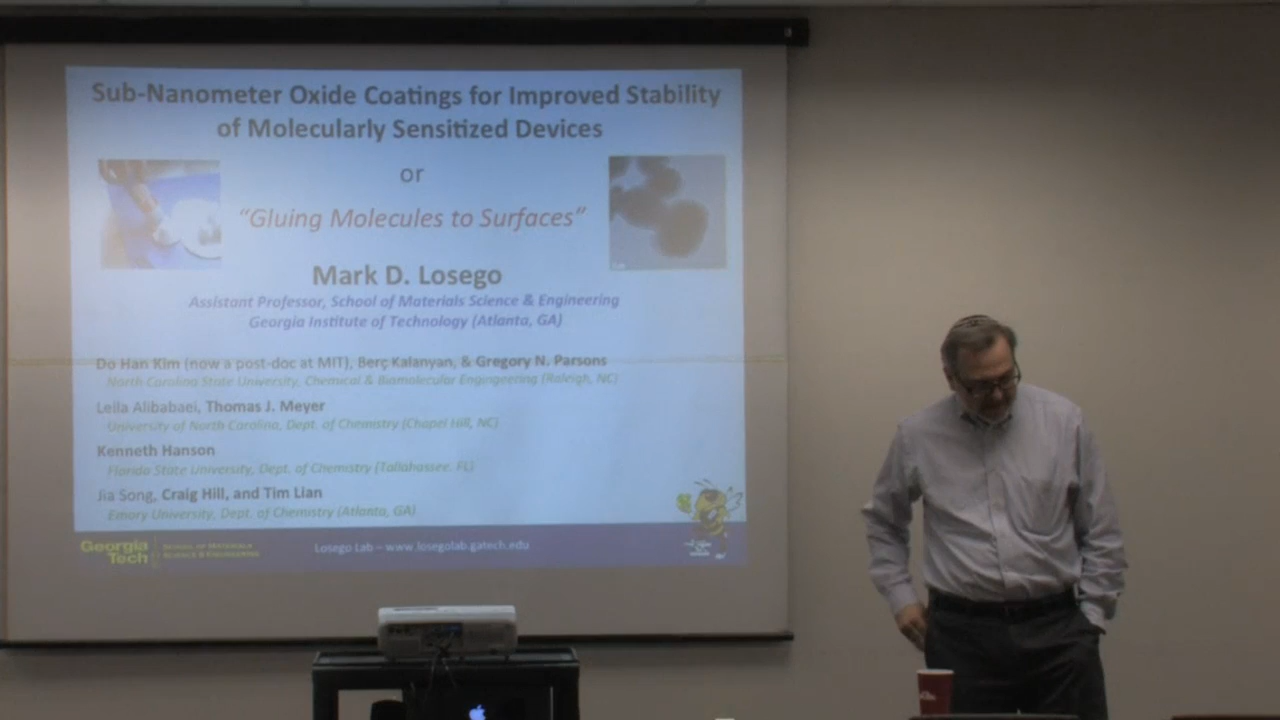 Sub-Nanometer Oxide Coatings for Improved Stability
of Molecularly Sensitized Devices
or
“Gluing Molecules to Surfaces”
Mark D. Losego
Assistant Professor, School of Materials Science & Engineering
Georgia Institute of Technology (Atlanta, GA)
Do Han Kim (now a post-doc at MIT), Berç Kalanyan, & Gregory N. Parsons
North Carolina State University, Chemical & Biomolecular Engingeering (Raleigh, NC)
Leila Alibabaei, Thomas J. Meyer
University of North Carolina, Dept. of Chemistry (Chapel Hill, NC)
Kenneth Hanson
Florida State University, Dept. of Chemistry (Tallahassee, FL)
Jia Song, Craig Hill, and Tim Lian
Emory University, Dept. of Chemistry (Atlanta, GA)
Georgia
Tech
School of Materials
Science & Engineering
Losego Lab – www.losegolab.gatech.edu